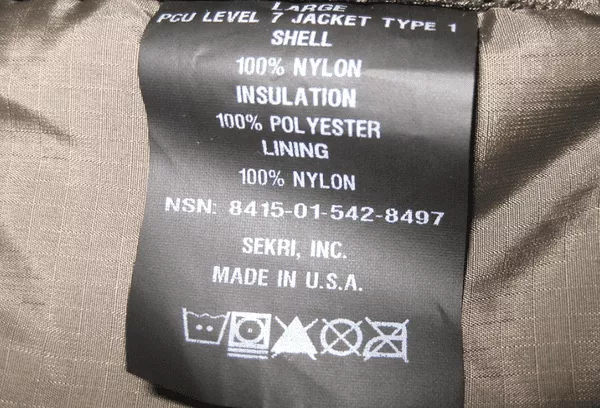 LARGE
PCU LEVEL 7 JACKET TYPE 1
SHELL
100% NYLON
INSULATION
100% POLYESTER
LINING
100% NYLON
NSN: 8415-01-542-8497
SEKRI, INC.
MADE IN U.S.A.